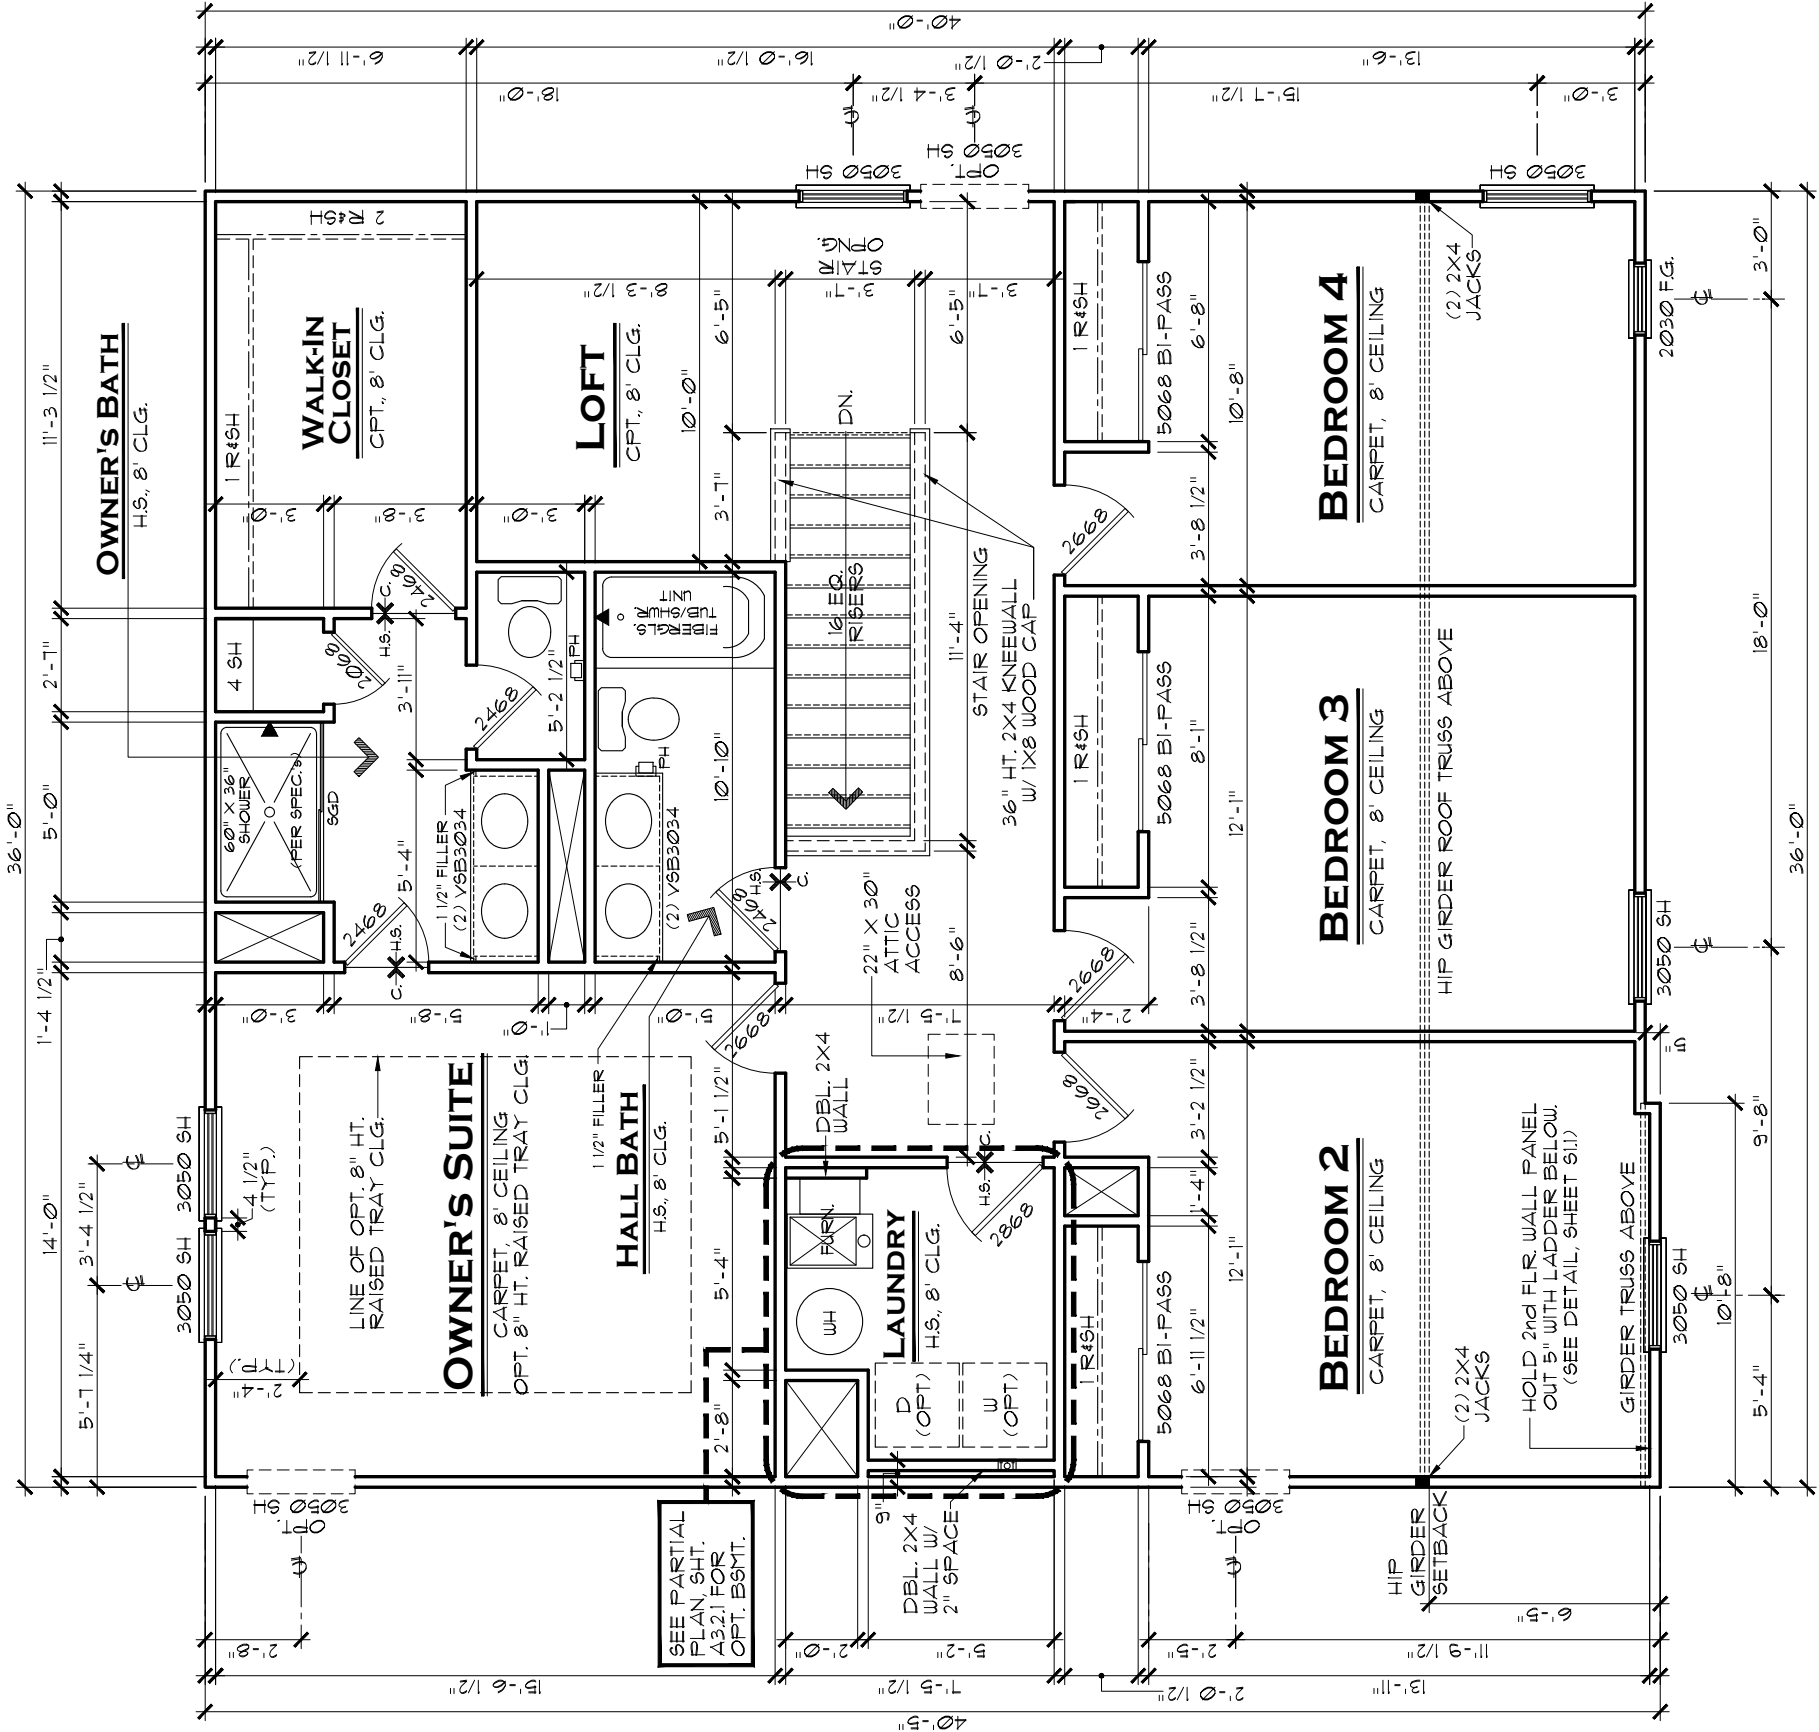 36'-0"
11'-3 1/2"
2'-7"
5'-0"
1'-4 1/2"
14'-0"
3'-4 1/2"
5'-7 1/4"
OWNER'S BATH
H.S., 8' CLG.
WALK-IN
CLOSET
CPT., 8' CLG.
1 R&SH
2 R&SH
3'-0"
3'-8"
3'-0"
2468
H.S.
C.
4 SH
2068
3'-11"
2468
5'-2 1/2"
PH
60" X 36"
SHOWER
(PER SPEC.'s)
SGD
5'-4"
1 1/2" FILLER
(2) VSB3034
2468
C.
H.S.
LOFT
CPT., 8' CLG.
8'-3 1/2"
10'-0"
6'-5"
3'-7"
3'-7"
3'-7"
6'-5"
STAIR
OPNG.
DN.
FIBERGLS.
TUB/SHWR.
UNIT
PH
(2) VSB3034
10'-10"
2468
H.S.
C.
16 EQ.
RISERS
11'-4"
STAIR OPENING
36" HT. 2X4 KNEEWALL
W/ 1X8 WOOD CAP
22" X 30"
ATTIC
ACCESS
8'-6"
3'-0"
5'-8"
1'-0"
5'-0"
7'-5 1/2"
2'-4"
2668
OWNER'S SUITE
CARPET, 8' CEILING
OPT. 8" HT. RAISED TRAY CLG.
LINE OF OPT. 8" HT.
RAISED TRAY CLG.
3050 SH
3050 SH
4 1/2"
(TYP.)
2'-4"
(TYP.)
HALL BATH
H.S., 8' CLG.
1 1/2" FILLER
5'-1 1/2"
5'-4"
2'-8"
DBL. 2X4
WALL
FURN.
WH
LAUNDRY
H.S., 8' CLG.
D
(OPT)
W
(OPT)
H.S.
C.
2868
9"
DBL. 2X4
WALL W/
2" SPACE
SEE PARTIAL
PLAN, SHT.
A3.2.1 FOR
OPT. BSMT.
BEDROOM 4
CARPET, 8' CEILING
1 R&SH
5068 BI-PASS
6'-8"
10'-8"
3'-8 1/2"
2668
(2) 2X4
JACKS
2030 F.G.
BEDROOM 3
CARPET, 8' CEILING
1 R&SH
5068 BI-PASS
8'-1"
12'-1"
3'-8 1/2"
2668
HIP GIRDER ROOF TRUSS ABOVE
3050 SH
BEDROOM 2
CARPET, 8' CEILING
1 R&SH
5068 BI-PASS
6'-11 1/2"
12'-1"
1'-4"
3'-2 1/2"
2668
(2) 2X4
JACKS
HOLD 2nd FLR. WALL PANEL
OUT 5" WITH LADDER BELOW.
(SEE DETAIL, SHEET S1.1)
GIRDER TRUSS ABOVE
3050 SH
5"
10'-8"
3'-0"
18'-0"
9'-8"
5'-4"
36'-0"
40'-0"
6'-11 1/2"
16'-0 1/2"
2'-0 1/2"
13'-6"
18'-0"
3'-4 1/2"
15'-7 1/2"
3'-0"
3050 SH
OPT.
3050 SH
3050 SH
OPT.
3050 SH
OPT.
3050 SH
HIP
GIRDER
SETBACK
6'-5"
2'-8"
2'-0"
5'-2"
2'-5"
11'-9 1/2"
15'-6 1/2"
7'-5 1/2"
2'-0 1/2"
13'-11"
40'-5"